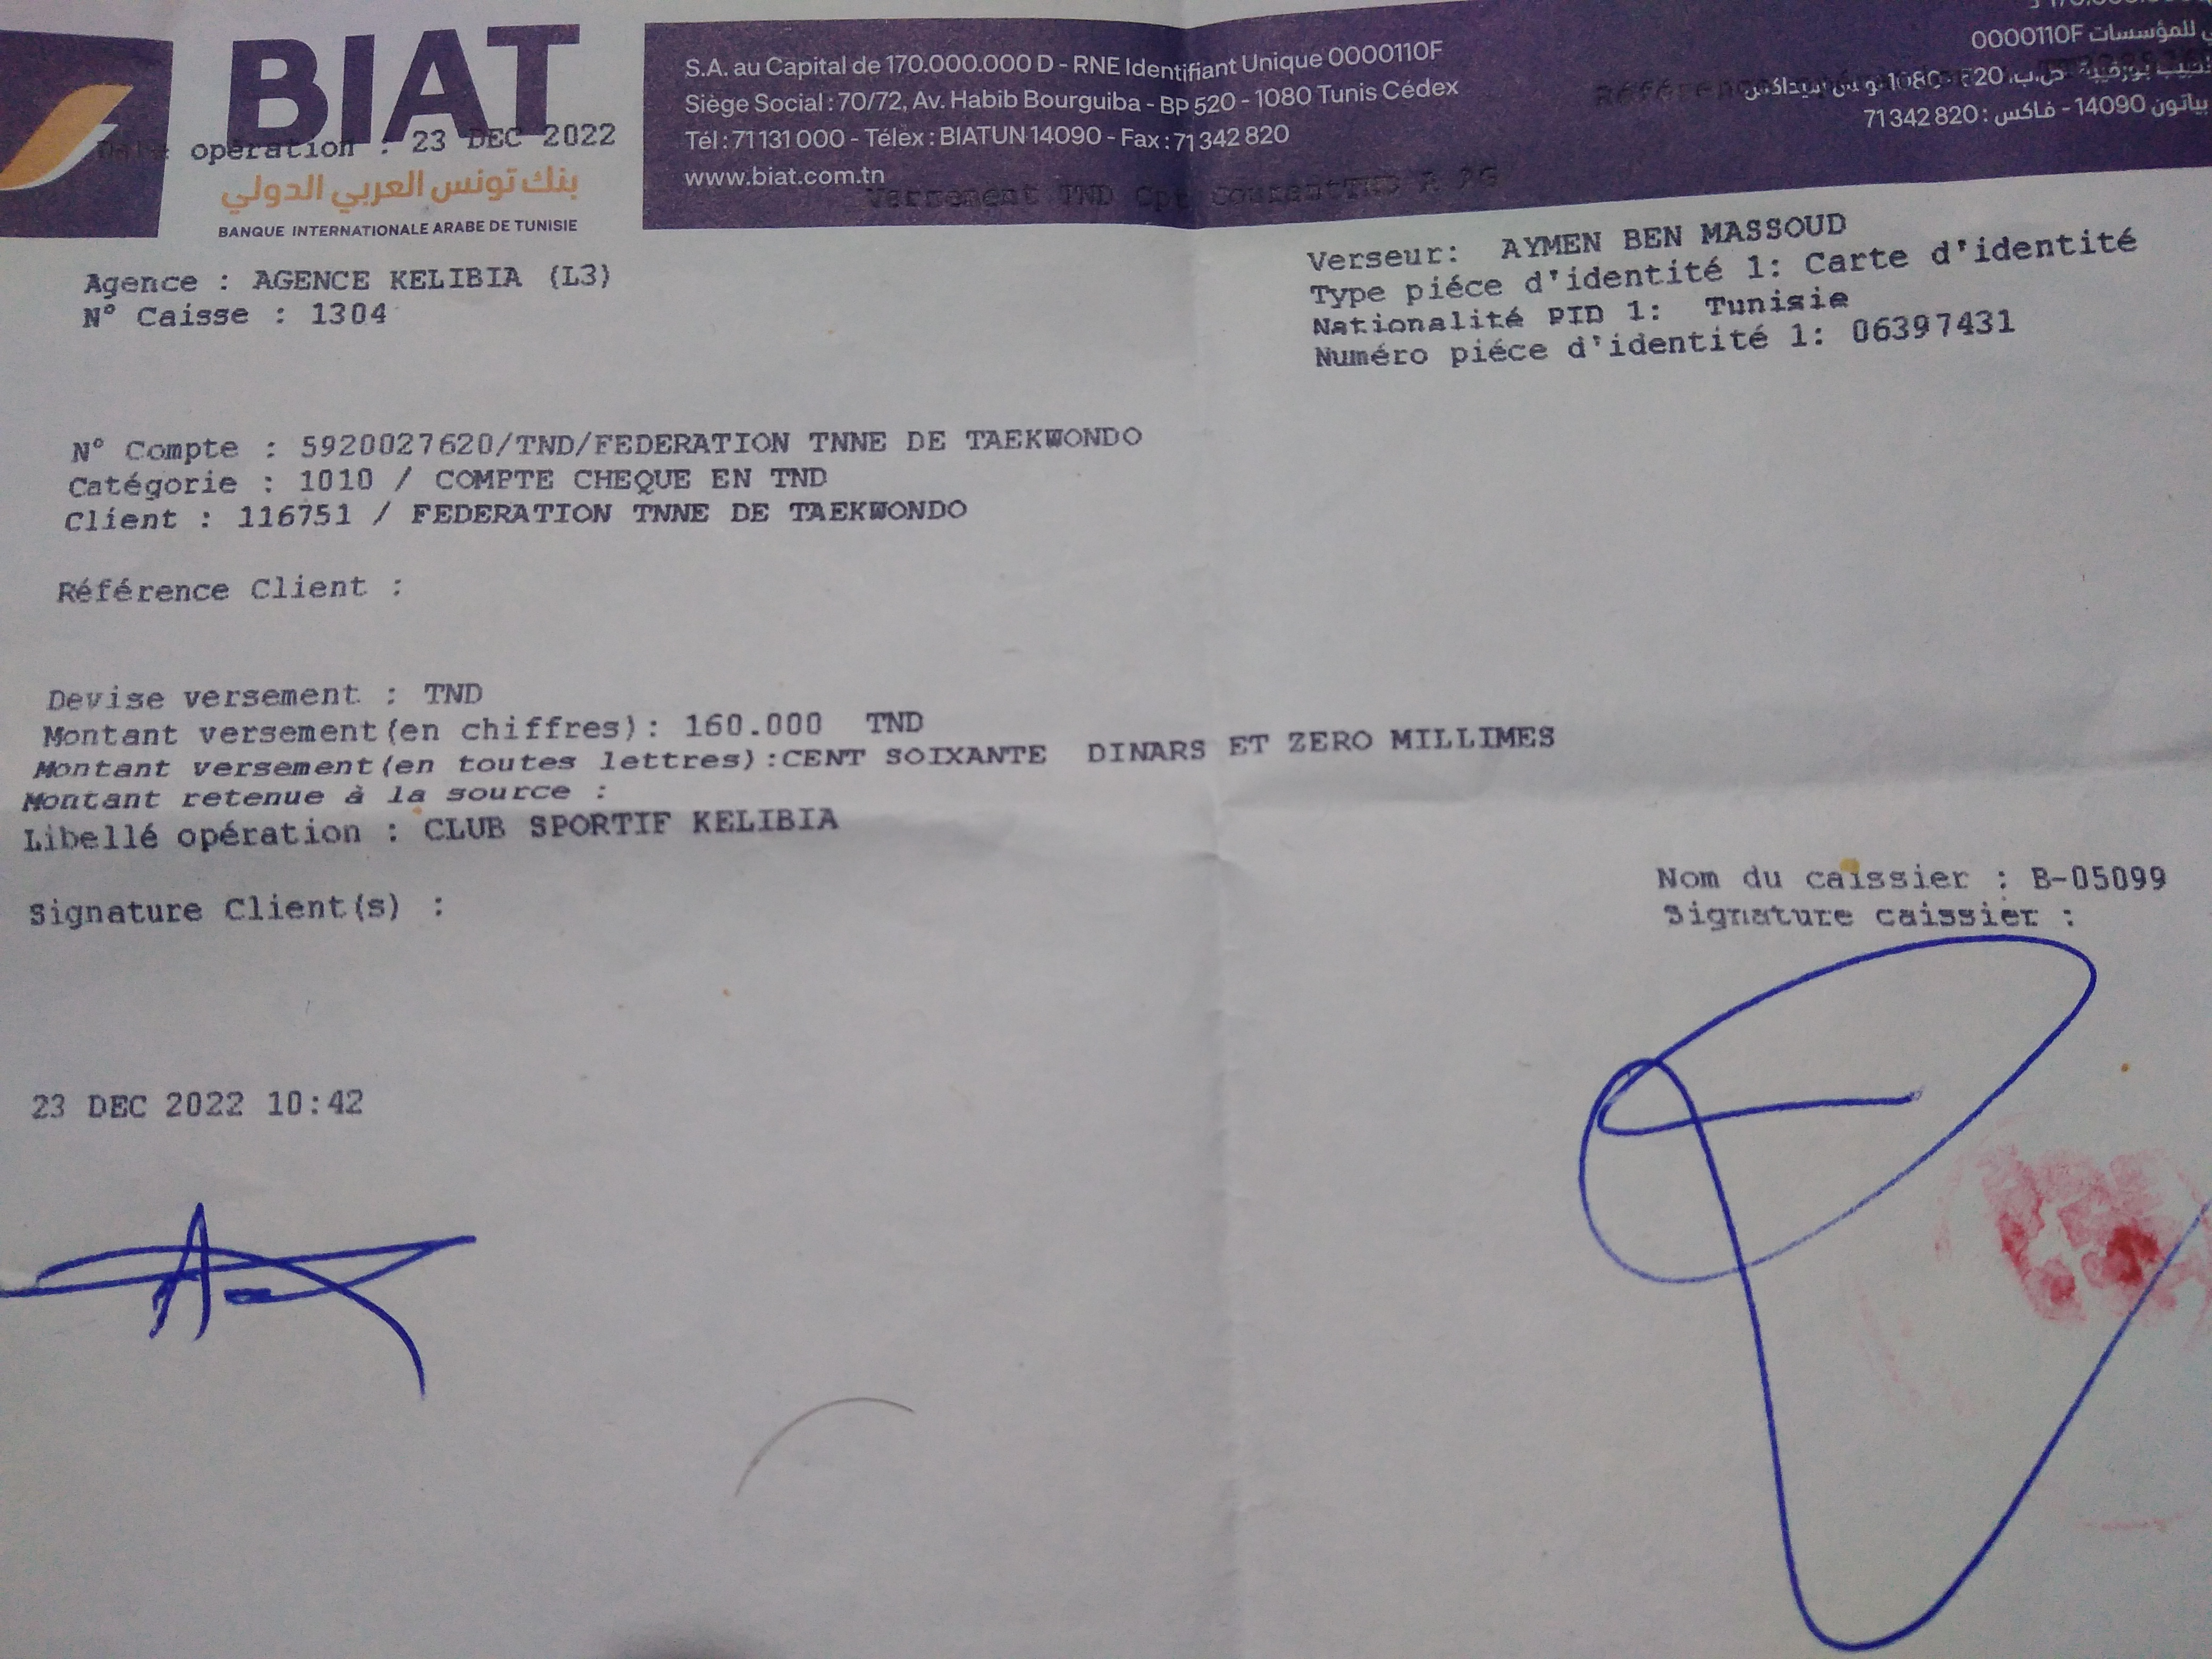 BIAT
opération : 23 DEC 2022
بنك تونس العربي الدولي
BANQUE INTERNATIONALE ARABE DE TUNISIE
S.A. au Capital de 170.000.000 D - RNE Identifiant Unique 0000110F
Siège Social : 70/72, Av. Habib Bourguiba - BP 520 - 1080 Tunis Cédex
Tél : 71 131 000 - Télex : BIATUN 14090 - Fax : 71 342 820
www.biat.com.tn
للمؤسسات 0000110F
بياتون 14090 - فاكس : 71 342 820
Versement TND Cpt CourantTND
Agence : AGENCE KELIBIA (L3)
N° Caisse : 1304
Verseur: AYMEN BEN MASSOUD
Type piéce d'identité 1: Carte d'identité
Nationalité PID 1: Tunisie
Numéro piéce d'identité 1: 06397431
N° Compte : 5920027620/TND/FEDERATION TNNE DE TAEKWONDO
Catégorie : 1010 / COMPTE CHEQUE EN TND
Client : 116751 / FEDERATION TNNE DE TAEKWONDO
Référence Client :
Devise versement : TND
Montant versement(en chiffres): 160.000 TND
Montant versement(en toutes lettres):CENT SOIXANTE DINARS ET ZERO MILLIMES
Montant retenue à la source :
Libellé opération : CLUB SPORTIF KELIBIA
Nom du caissier : B-05099
Signature Client(s) :
Signature caissier :
23 DEC 2022 10:42